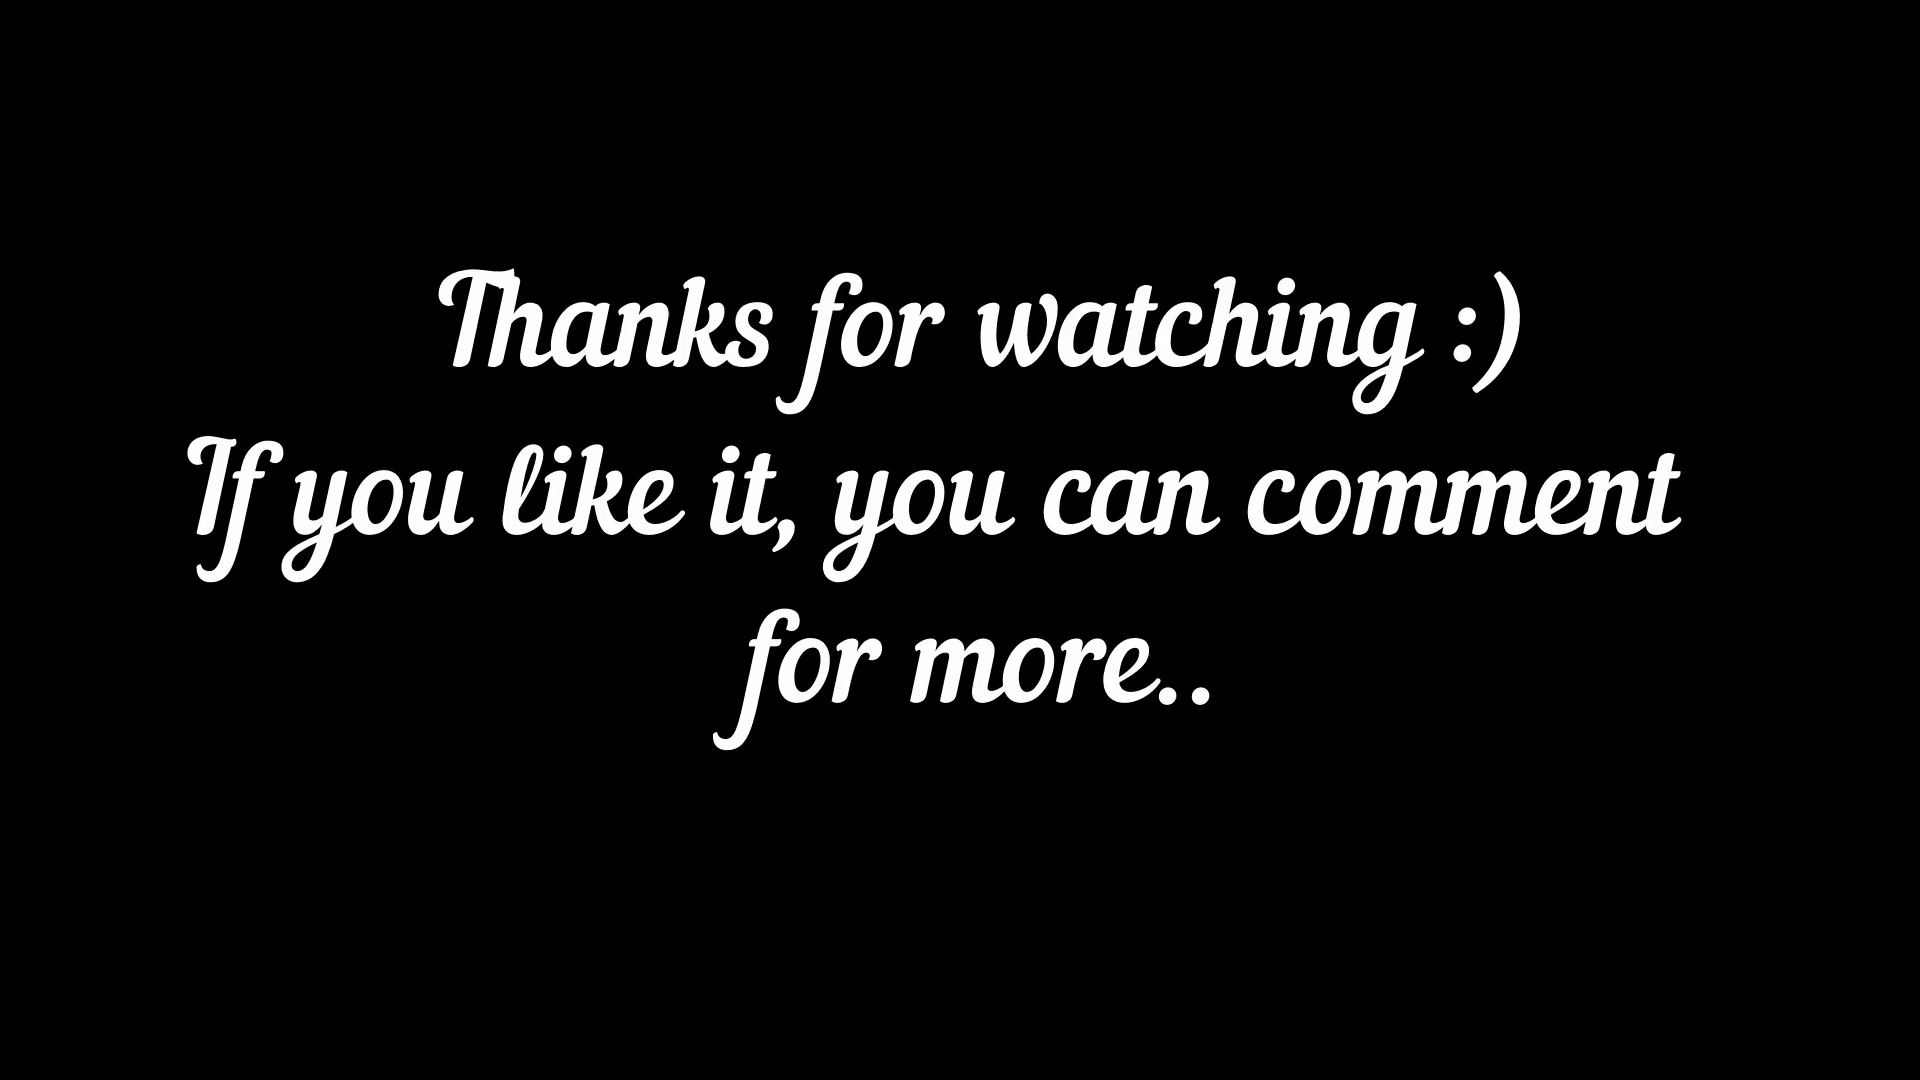 Thanks for watching :)
If you like it, you can comment
for more..